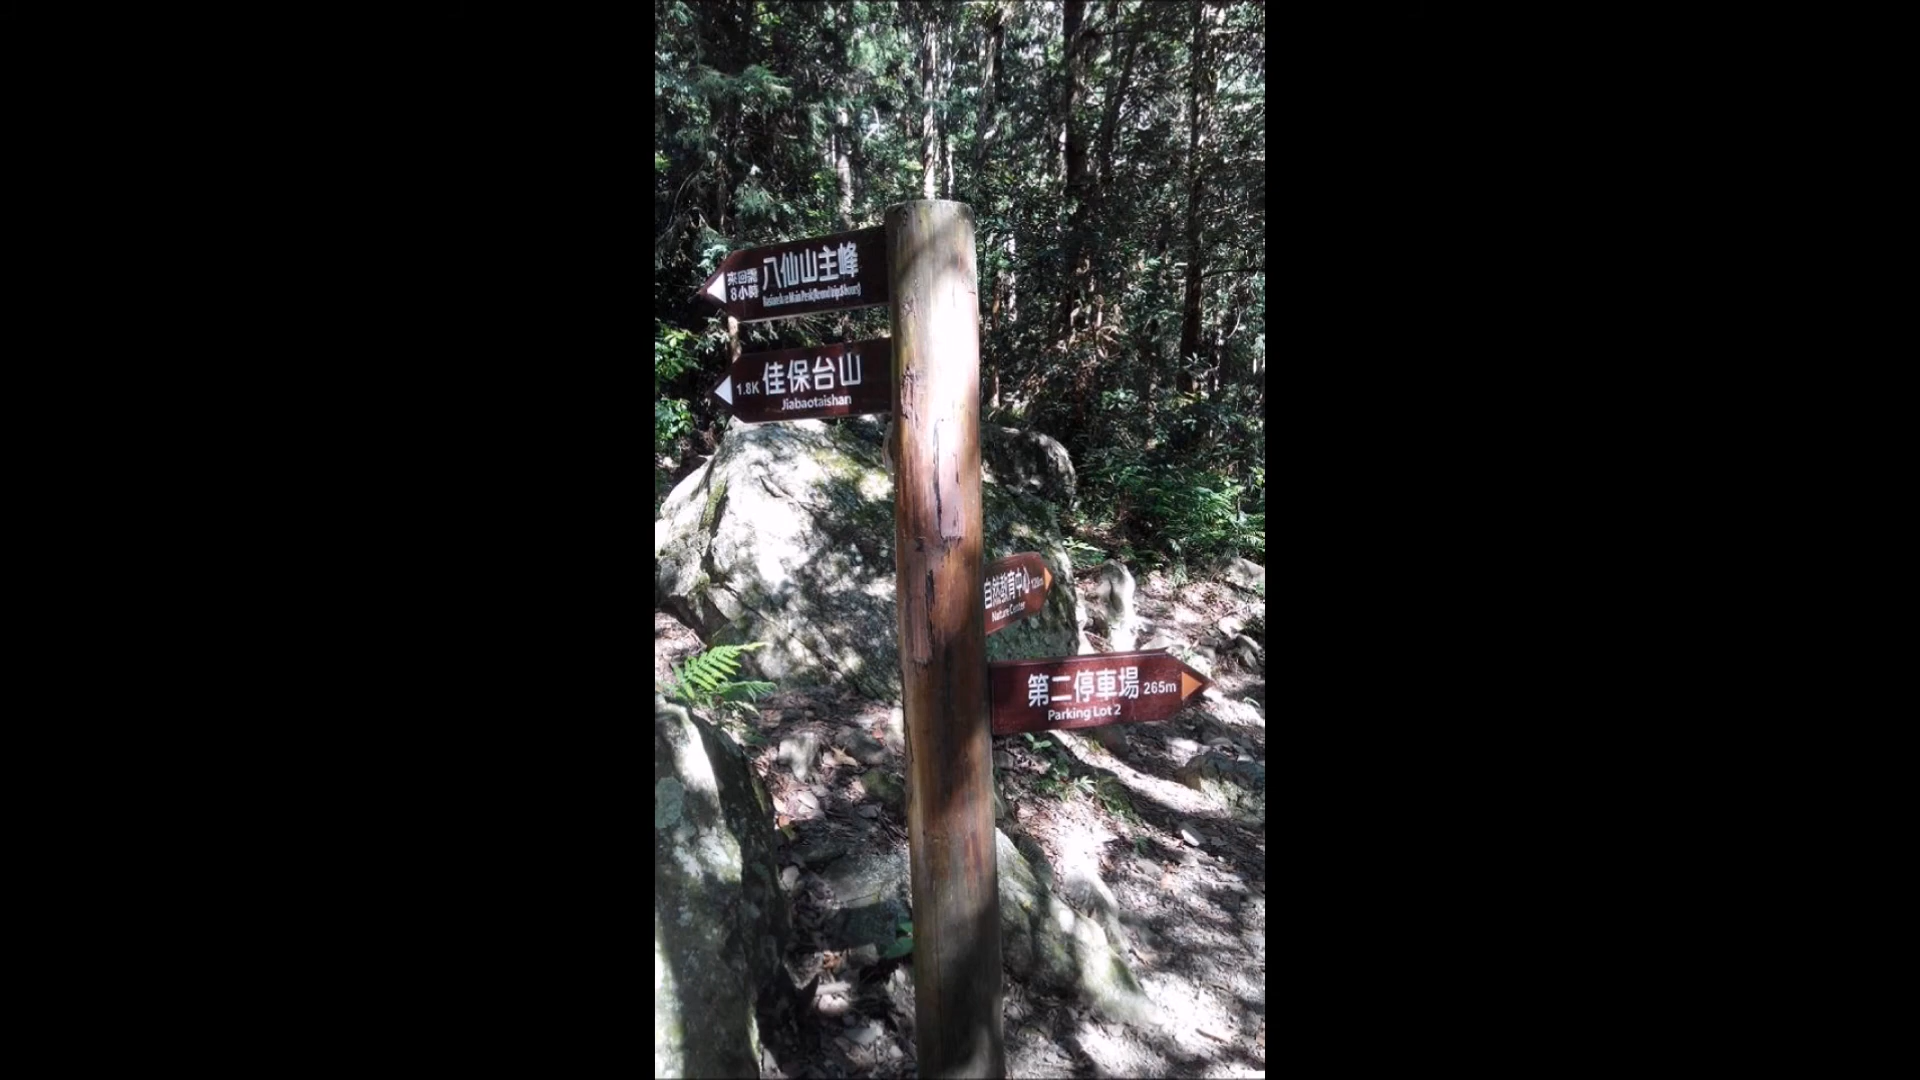 來回需
8小時
八仙山主峰
1.8K 佳保台山
Jiabaotaishan
自然教育中心
Nature Center
第二停車場 265m
Parking Lot 2